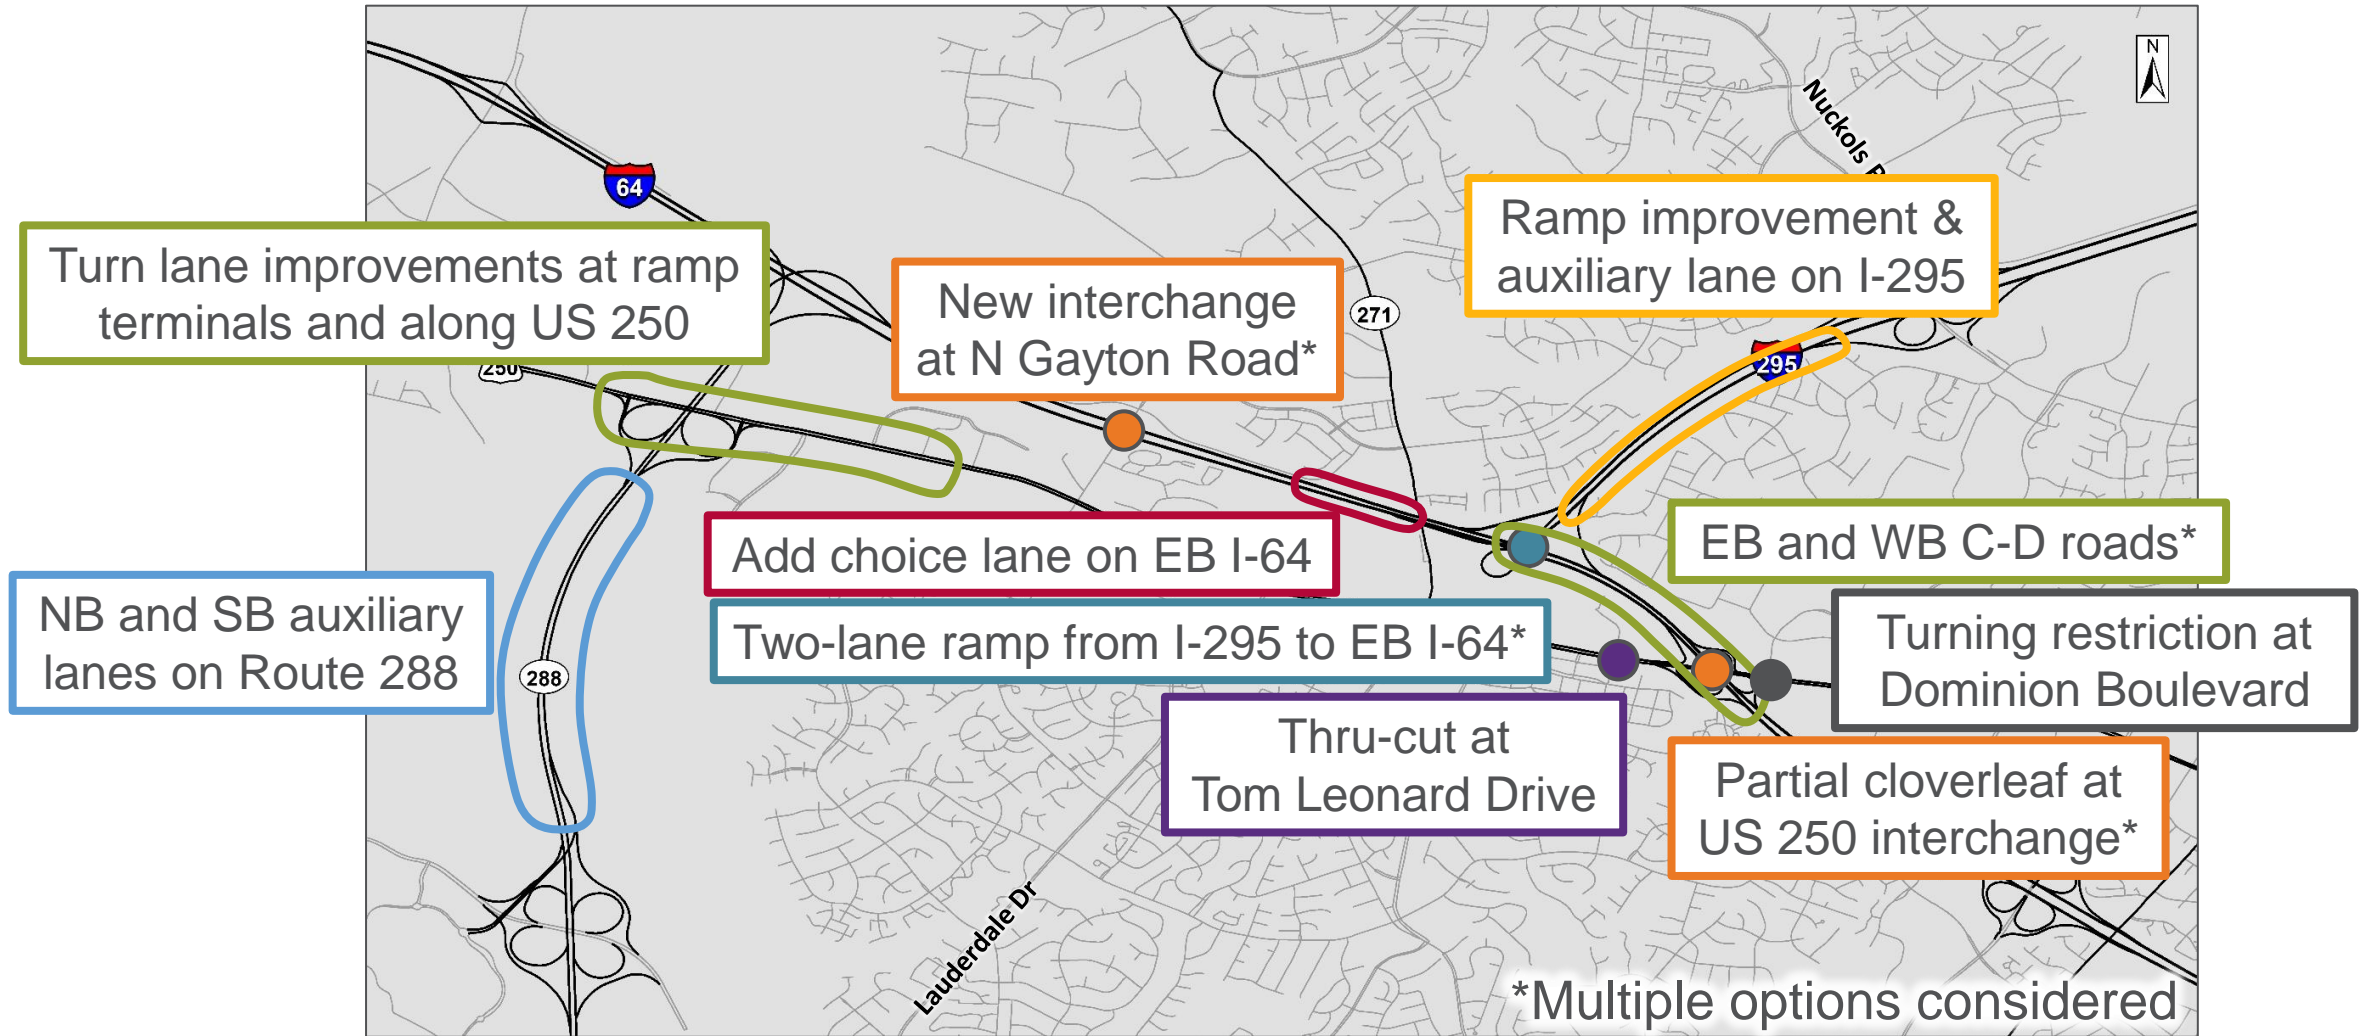 N
Nuckols R
64
Ramp improvement &
auxiliary lane on I-295
Turn lane improvements at ramp
terminals and along US 250
New interchange
at N Gayton Road*
271
295
250
EB and WB C-D roads*
Add choice lane on EB I-64
NB and SB auxiliary
lanes on Route 288
Two-lane ramp from I-295 to EB I-64*
Turning restriction at
Dominion Boulevard
288
Thru-cut at
Tom Leonard Drive
Partial cloverleaf at
US 250 interchange*
Lauderdale Dr
*Multiple options considered